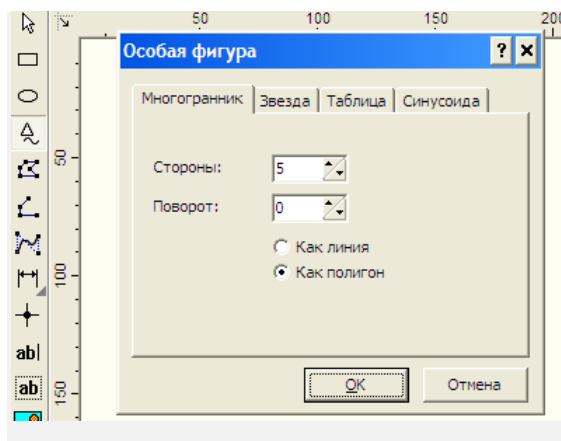 50 100 150 200
Особая фигура ? x
Многогранник Звезда Таблица Синусоида
Стороны: 5
Поворот: 0
Как линия
Как полигон
OK Отмена
50
100
150
ab|
ab